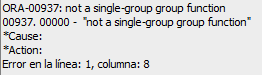 ORA-00937: not a single-group group function
00937. 00000 -  "not a single-group group function"
*Cause:
*Action:
Error en la línea: 1, columna: 8